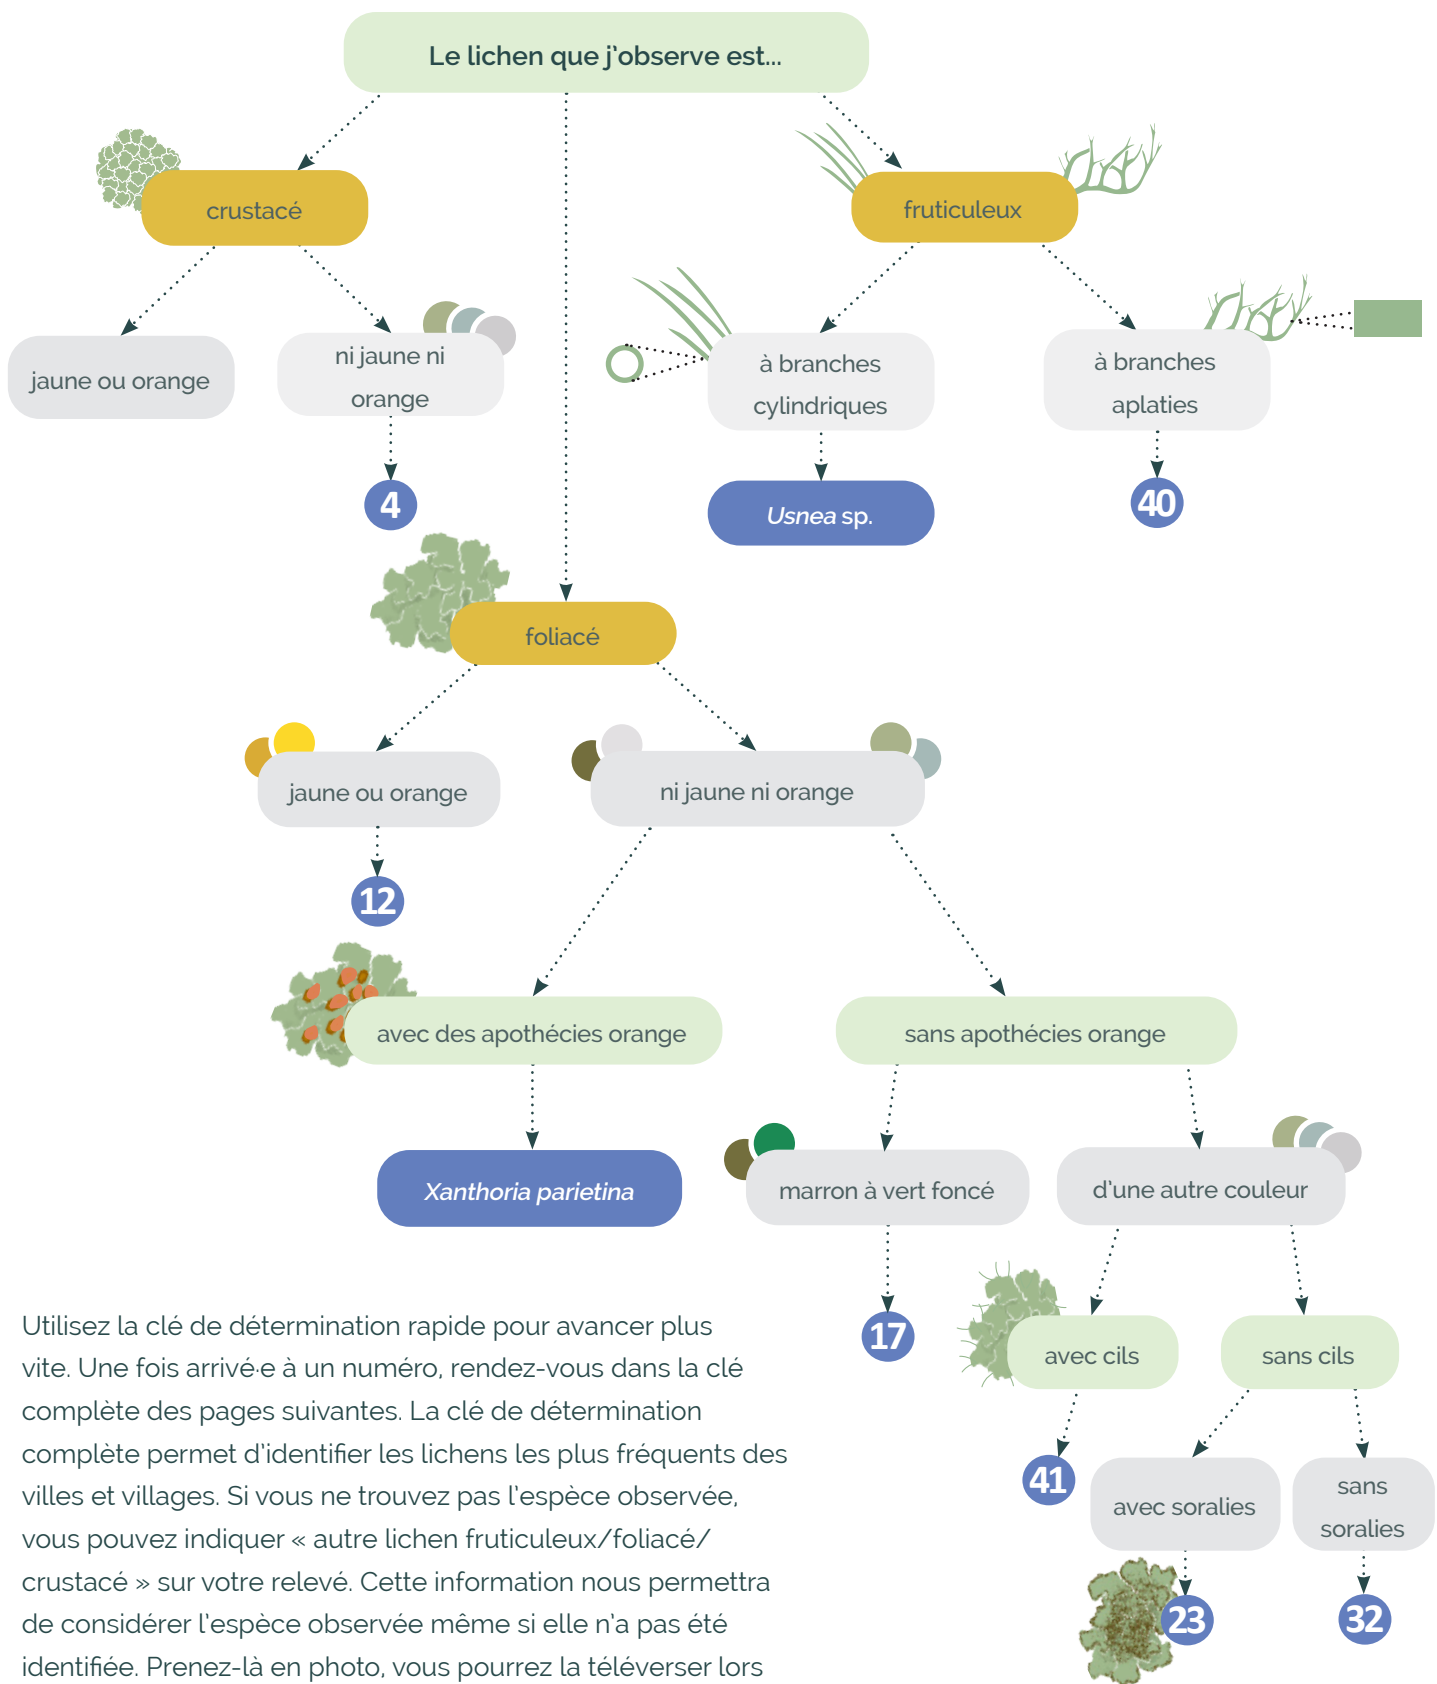 Le lichen que j'observe est...
crustacé
fruticuleux
jaune ou orange
ni jaune ni
orange
à branches
cylindriques
à branches
aplaties
4
Usnea sp.
40
foliacé
jaune ou orange
ni jaune ni orange
12
avec des apothécies orange
sans apothécies orange
Xanthoria parietina
marron à vert foncé
d'une autre couleur
17
avec cils
sans cils
41
avec soralies
sans
soralies
23
32
Utilisez la clé de détermination rapide pour avancer plus
vite. Une fois arrivé·e à un numéro, rendez-vous dans la clé
complète des pages suivantes. La clé de détermination
complète permet d'identifier les lichens les plus fréquents des
villes et villages. Si vous ne trouvez pas l'espèce observée,
vous pouvez indiquer « autre lichen fruticuleux/foliacé/
crustacé » sur votre relevé. Cette information nous permettra
de considérer l'espèce observée même si elle n'a pas été
identifiée. Prenez-là en photo, vous pourrez la téléverser lors